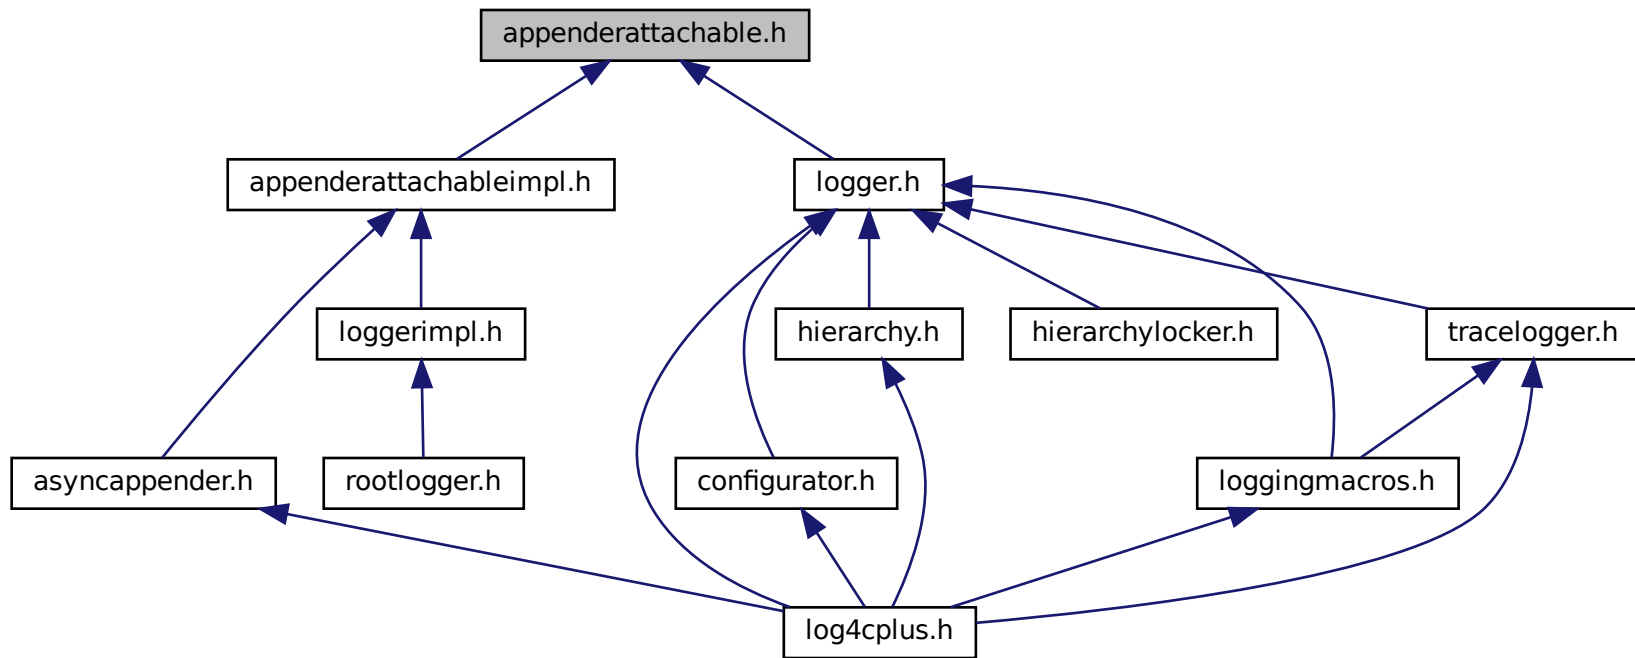 appenderattachable.h
appenderattachableimpl.h
logger.h
loggerimpl.h
hierarchy.h
hierarchylocker.h
tracelogger.h
asyncappender.h
rootlogger.h
configurator.h
loggingmacros.h
log4cplus.h